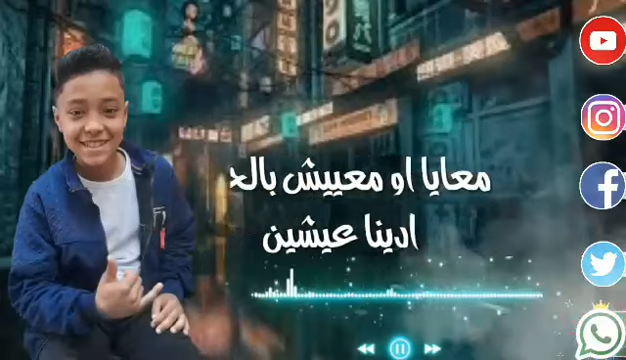 معايا او معييش بالد
ادينا عيشين